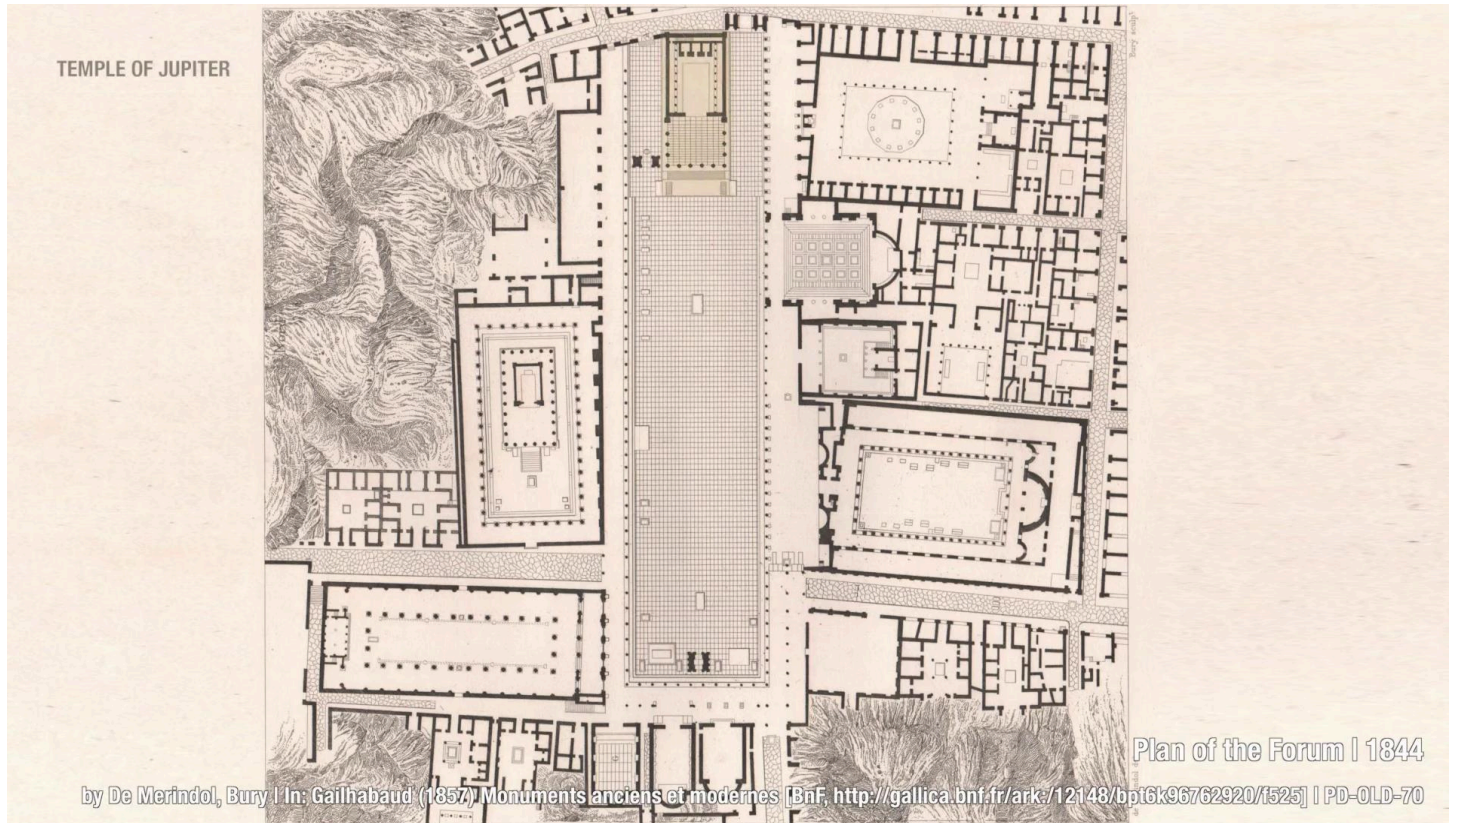 TEMPLE OF JUPITER
Plan of the Forum | 1844
by De Merindol, Bury | In: Gailhabaud (1857) Monuments anciens et modernes [BnF, http://gallica.bnf.fr/ark:/12148/bpt6k96762920/f525] | PD-OLD-70